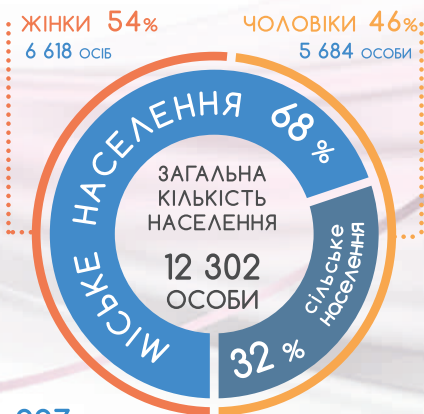 ЖІНКИ 54%
6 618 ОСІБ
ЧОЛОВІКИ 46%
5 684 ОСОБИ
МІСЬКЕ НАСЕЛЕННЯ 68 %
ЗАГАЛЬНА
КІЛЬКІСТЬ
НАСЕЛЕННЯ
12 302
ОСОБИ
сільське
населення
32 %